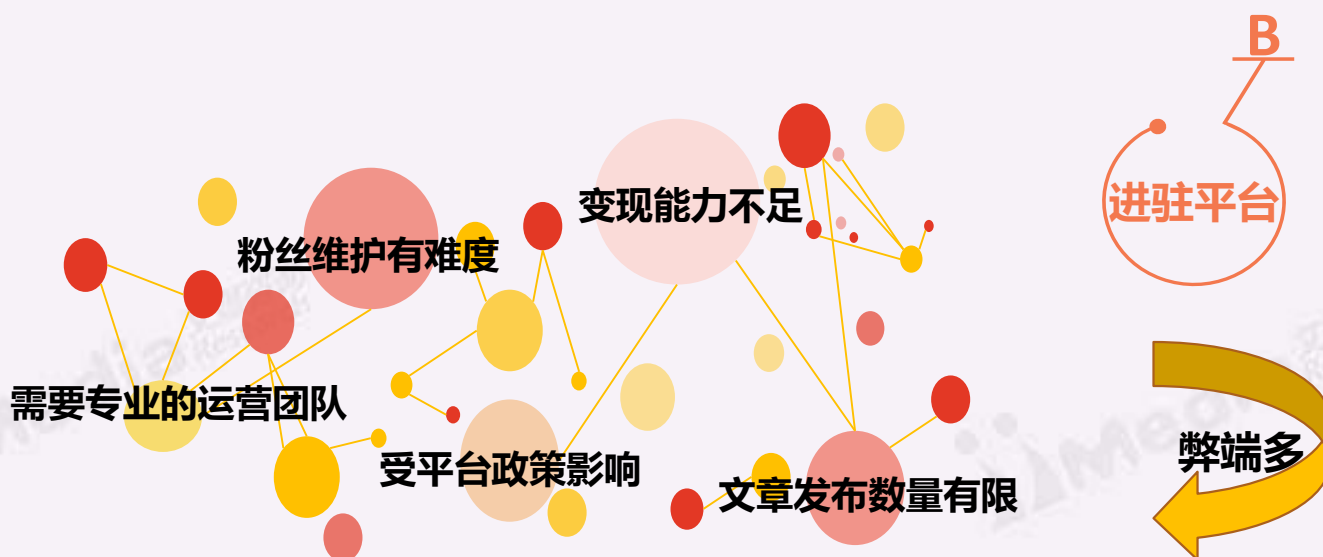 B
进驻平台
变现能力不足
粉丝维护有难度
需要专业的运营团队
受平台政策影响
文章发布数量有限
弊端多